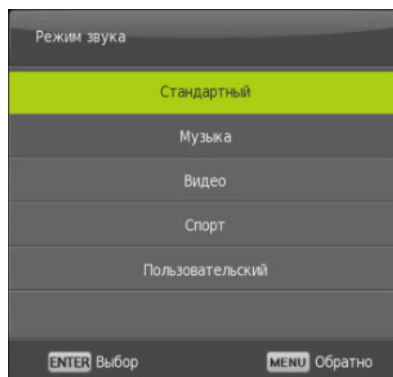 Режим звука
Стандартный
Музыка
Видео
Спорт
Пользовательский
ENTER Выбор MENU Обратно